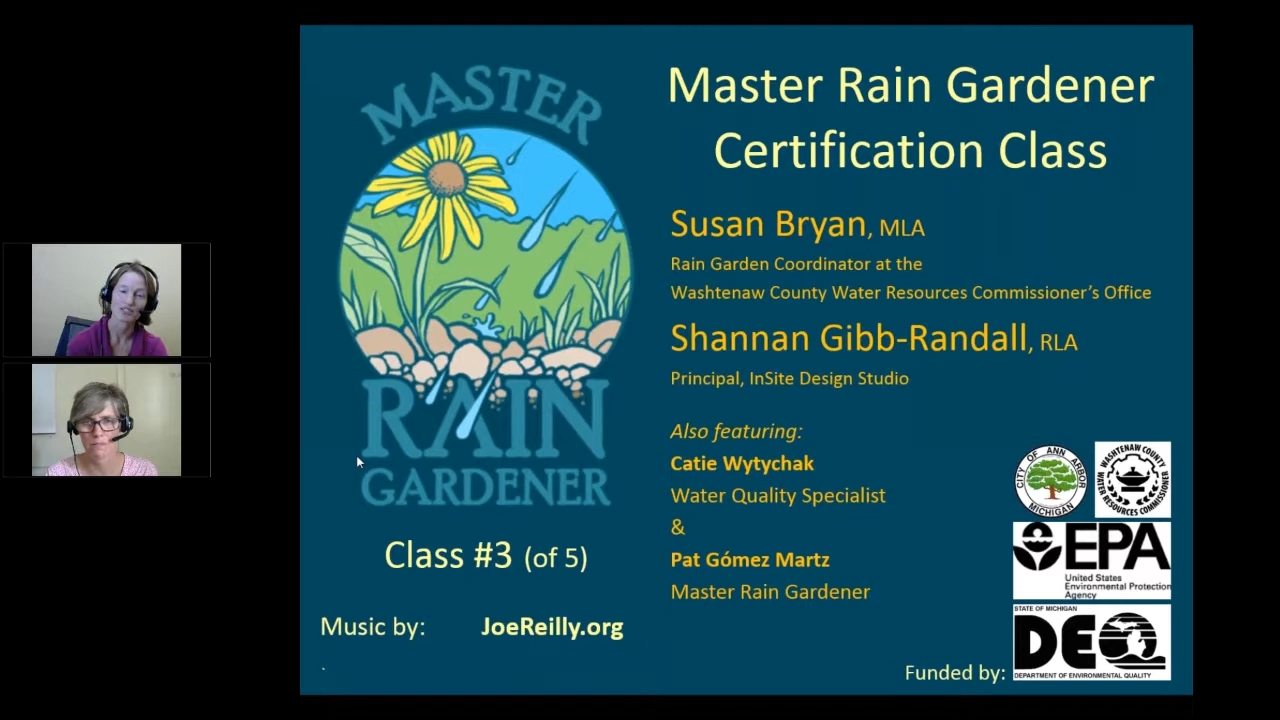 MASTER
RAIN
GARDENER
Class #3 (of 5)
Music by: JoeReilly.org
Master Rain Gardener
Certification Class
Susan Bryan, MLA
Rain Garden Coordinator at the
Washtenaw County Water Resources Commissioner’s Office
Shannan Gibb-Randall, RLA
Principal, InSite Design Studio
Also featuring:
Catie Wytychak
Water Quality Specialist
&
Pat Gómez Martz
Master Rain Gardener
CITY OF ANN ARBOR
MICHIGAN
WASHTENAW COUNTY
WATER RESOURCES COMMISSIONER
EPA
United States
Environmental Protection
Agency
STATE OF MICHIGAN
DEQ
DEPARTMENT OF ENVIRONMENTAL QUALITY
Funded by: